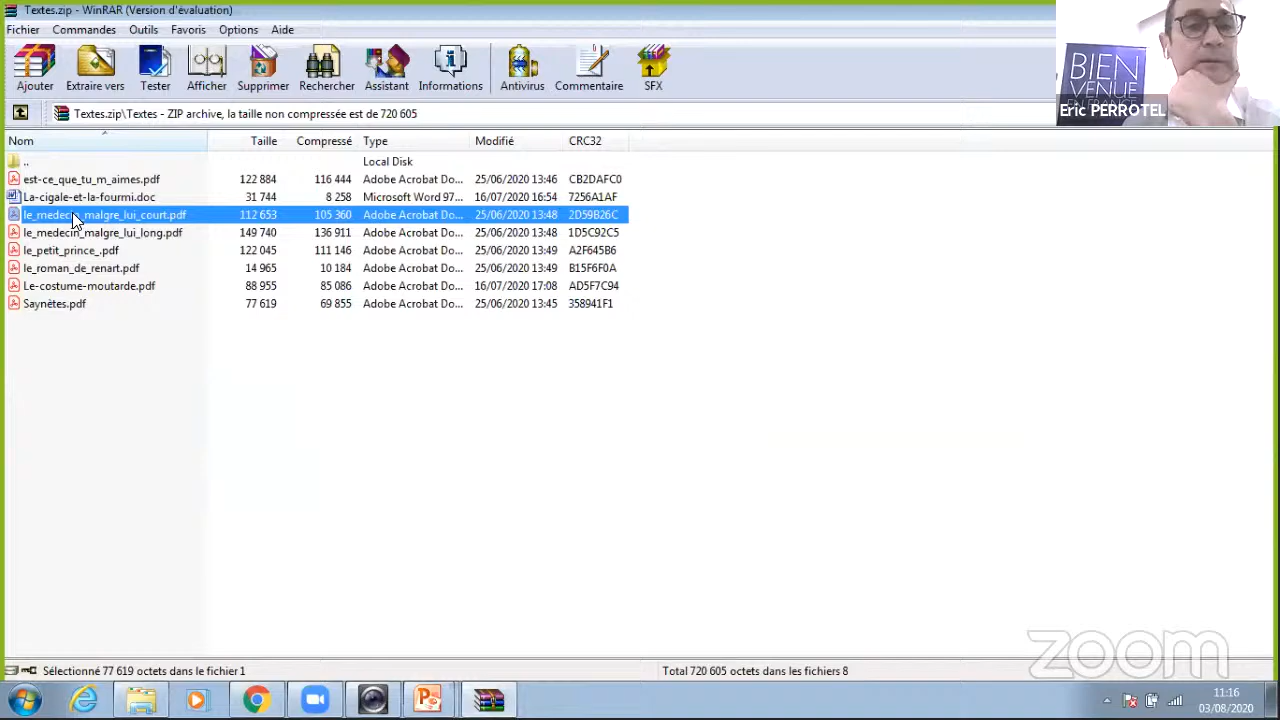 Textes.zip - WinRAR (Version d'évaluation)
Fichier Commandes Outils Favoris Options Aide
Ajouter Extraire vers Tester Afficher Supprimer Rechercher Assistant Informations Antivirus Commentaire SFX
BIEN
VENUE
EN FRANCE
Eric PERROTEL
Textes.zip\Textes - ZIP archive, la taille non compressée est de 720 605
Nom Taille Compressé Type Modifié CRC32
.. Local Disk
est-ce_que_tu_m_aimes.pdf 122 884 116 444 Adobe Acrobat Do... 25/06/2020 13:46 CB2DAFC0
La-cigale-et-la-fourmi.doc 31 744 8 258 Microsoft Word 97... 16/07/2020 16:54 7256A1AF
le_medecin_malgre_lui_court.pdf 112 653 105 360 Adobe Acrobat Do... 25/06/2020 13:48 2D59B26C
le_medecin_malgre_lui_long.pdf 149 740 136 911 Adobe Acrobat Do... 25/06/2020 13:48 1D5C92C5
le_petit_prince_.pdf 122 045 111 146 Adobe Acrobat Do... 25/06/2020 13:49 A2F645B6
le_roman_de_renart.pdf 14 965 10 184 Adobe Acrobat Do... 25/06/2020 13:49 B15F6F0A
Le-costume-moutarde.pdf 88 955 85 086 Adobe Acrobat Do... 16/07/2020 17:08 AD5F7C94
Saynètes.pdf 77 619 69 855 Adobe Acrobat Do... 25/06/2020 13:45 358941F1
zoom
Sélectionné 77 619 octets dans le fichier 1 Total 720 605 octets dans les fichiers 8
11:16
03/08/2020